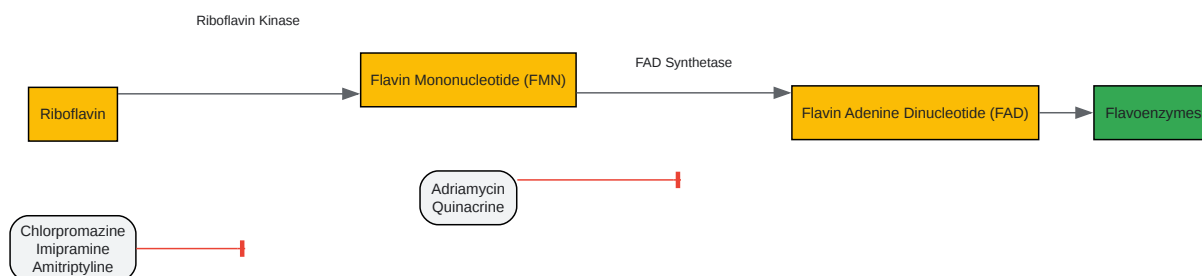 Riboflavin Kinase
Flavin Mononucleotide (FMN)
FAD Synthetase
Riboflavin
Flavin Adenine Dinucleotide (FAD)
Flavoenzymes
Adriamycin
Quinacrine
Chlorpromazine
Imipramine
Amitriptyline